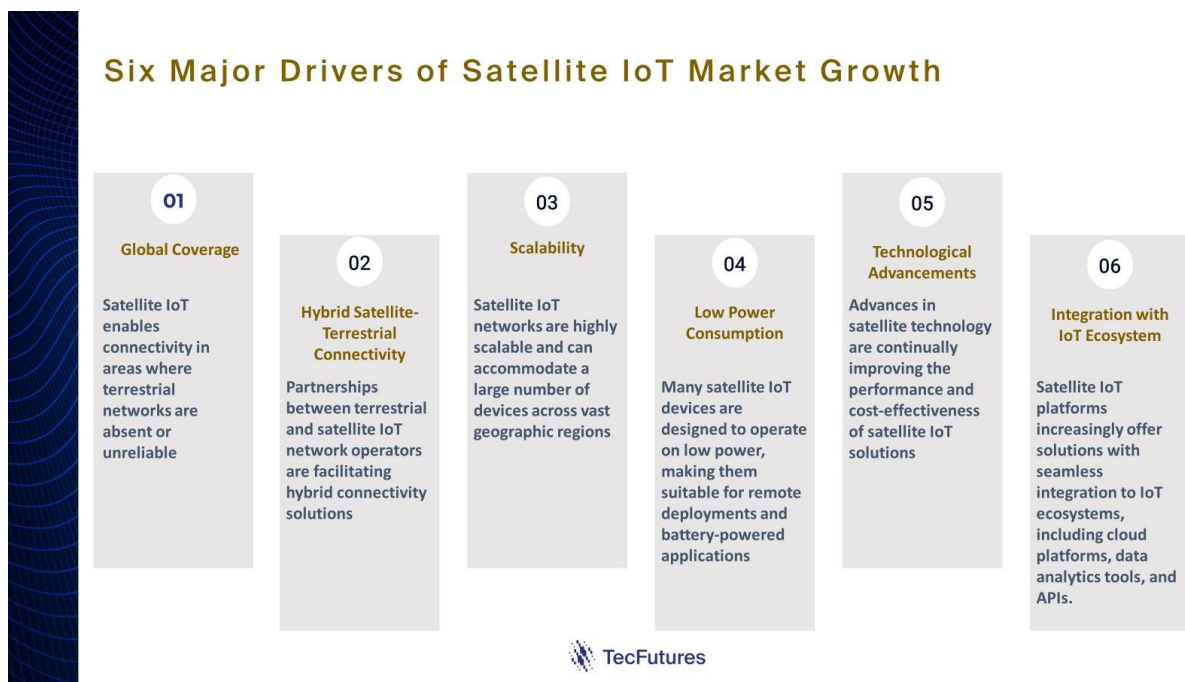 Six Major Drivers of Satellite IoT Market Growth
01
Global Coverage
Satellite IoT
enables
connectivity in
areas where
terrestrial
networks are
absent or
unreliable
02
Hybrid Satellite-
Terrestrial
Connectivity
Partnerships
between terrestrial
and satellite IoT
network operators
are facilitating
hybrid connectivity
solutions
03
Scalability
Satellite IoT
networks are highly
scalable and can
accommodate a
large number of
devices across vast
geographic regions
04
Low Power
Consumption
Many satellite IoT
devices are
designed to operate
on low power,
making them
suitable for remote
deployments and
battery-powered
applications
05
Technological
Advancements
Advances in
satellite technology
are continually
improving the
performance and
cost-effectiveness
of satellite IoT
solutions
06
Integration with
IoT Ecosystem
Satellite IoT
platforms
increasingly offer
solutions with
seamless
integration to IoT
ecosystems,
including cloud
platforms, data
analytics tools, and
APIs.
TecFutures